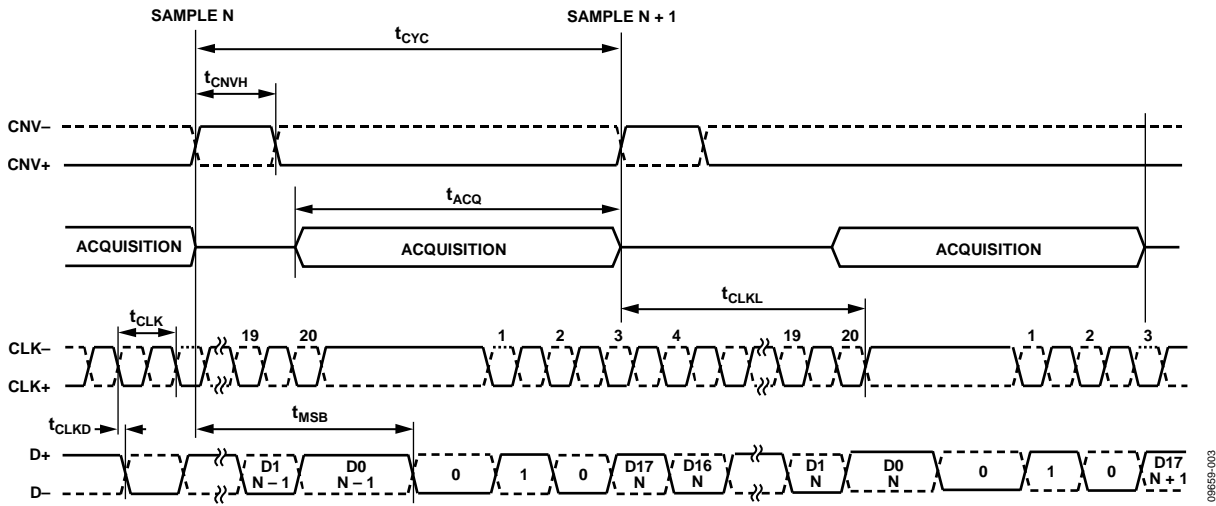 SAMPLE N
SAMPLE N + 1
tCYC
tCNVH
CNV–
CNV+
tACQ
ACQUISITION
ACQUISITION
ACQUISITION
tCLKL
tCLK
19 20 1 2 3 4 19 20 1 2 3
CLK–
CLK+
tCLKD
tMSB
D+
D–
D1 N – 1
D0 N – 1
0
1
0
D17 N
D16 N
D1 N
D0 N
0
1
0
D17 N + 1
09659-003